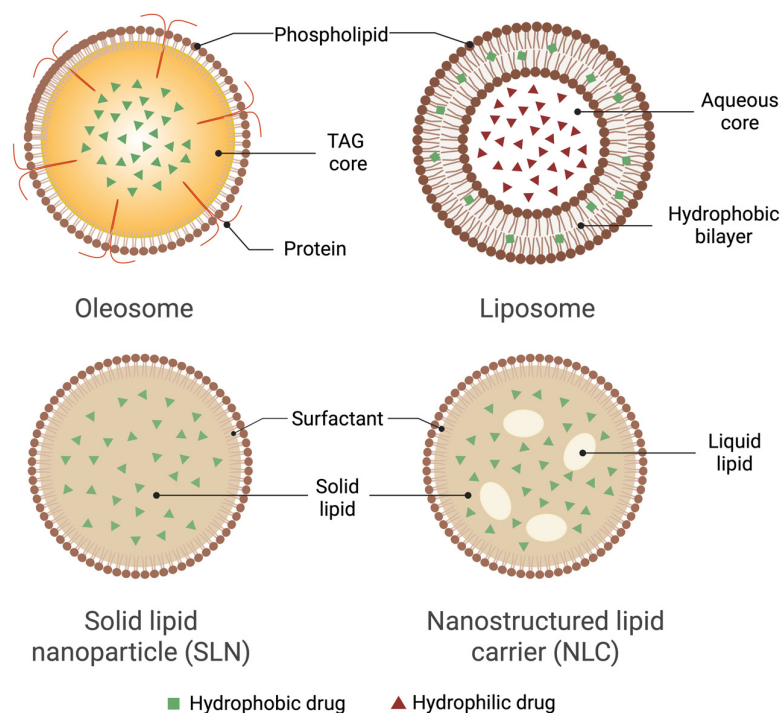 Phospholipid
TAG
core
Protein
Aqueous
core
Hydrophobic
bilayer
Oleosome
Liposome
Surfactant
Solid
lipid
Liquid
lipid
Solid lipid
nanoparticle (SLN)
Nanostructured lipid
carrier (NLC)
Hydrophobic drug
Hydrophilic drug